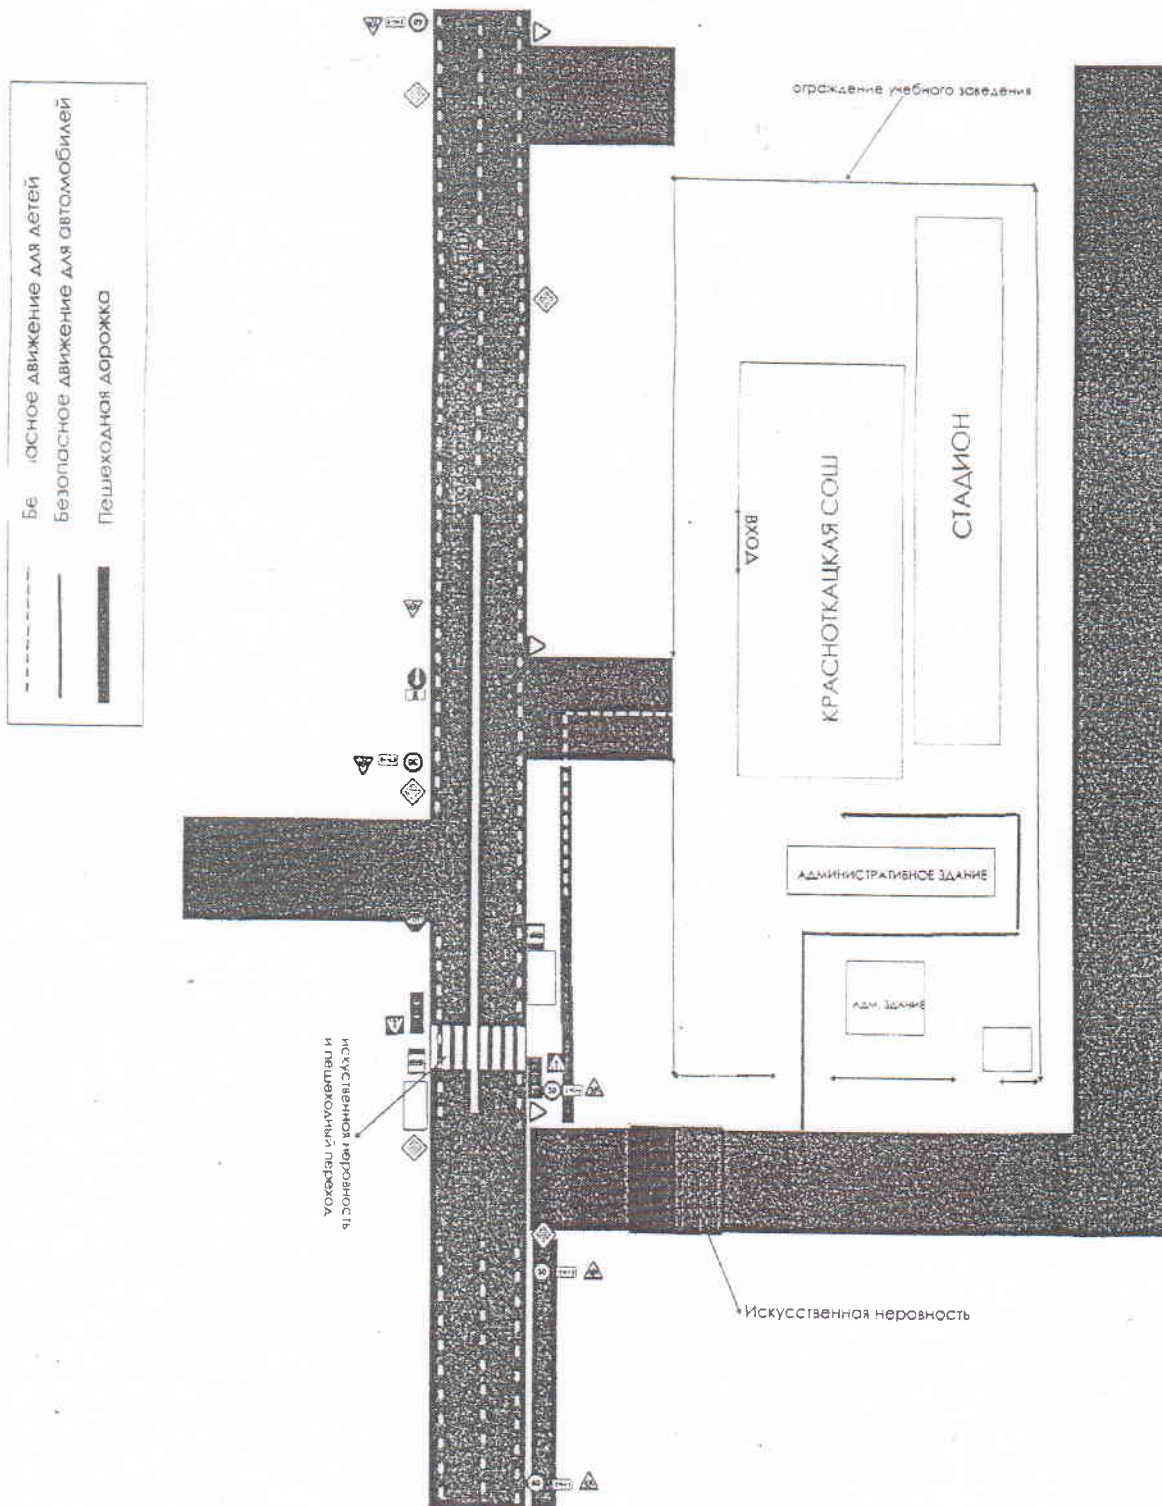 ограждение учебного заведения
СТАДИОН
КРАСНОТКАЦКАЯ СОШ
ВХОД
АДМИНИСТРАТИВНОЕ ЗДАНИЕ
АДМ. ЗДАНИЕ
искуственная неровность
и пешеходный переход
Искусственная неровность
Бе асное движение для детей
Безопасное движение для автомобилей
Пешеходная дорожка